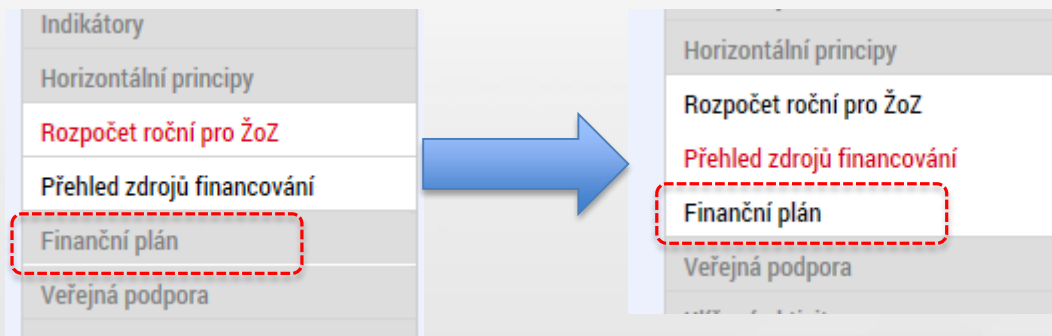 Indikátory
Horizontální principy
Rozpočet roční pro ŽoZ
Přehled zdrojů financování
Finanční plán
Veřejná podpora
Horizontální principy
Rozpočet roční pro ŽoZ
Přehled zdrojů financování
Finanční plán
Veřejná podpora